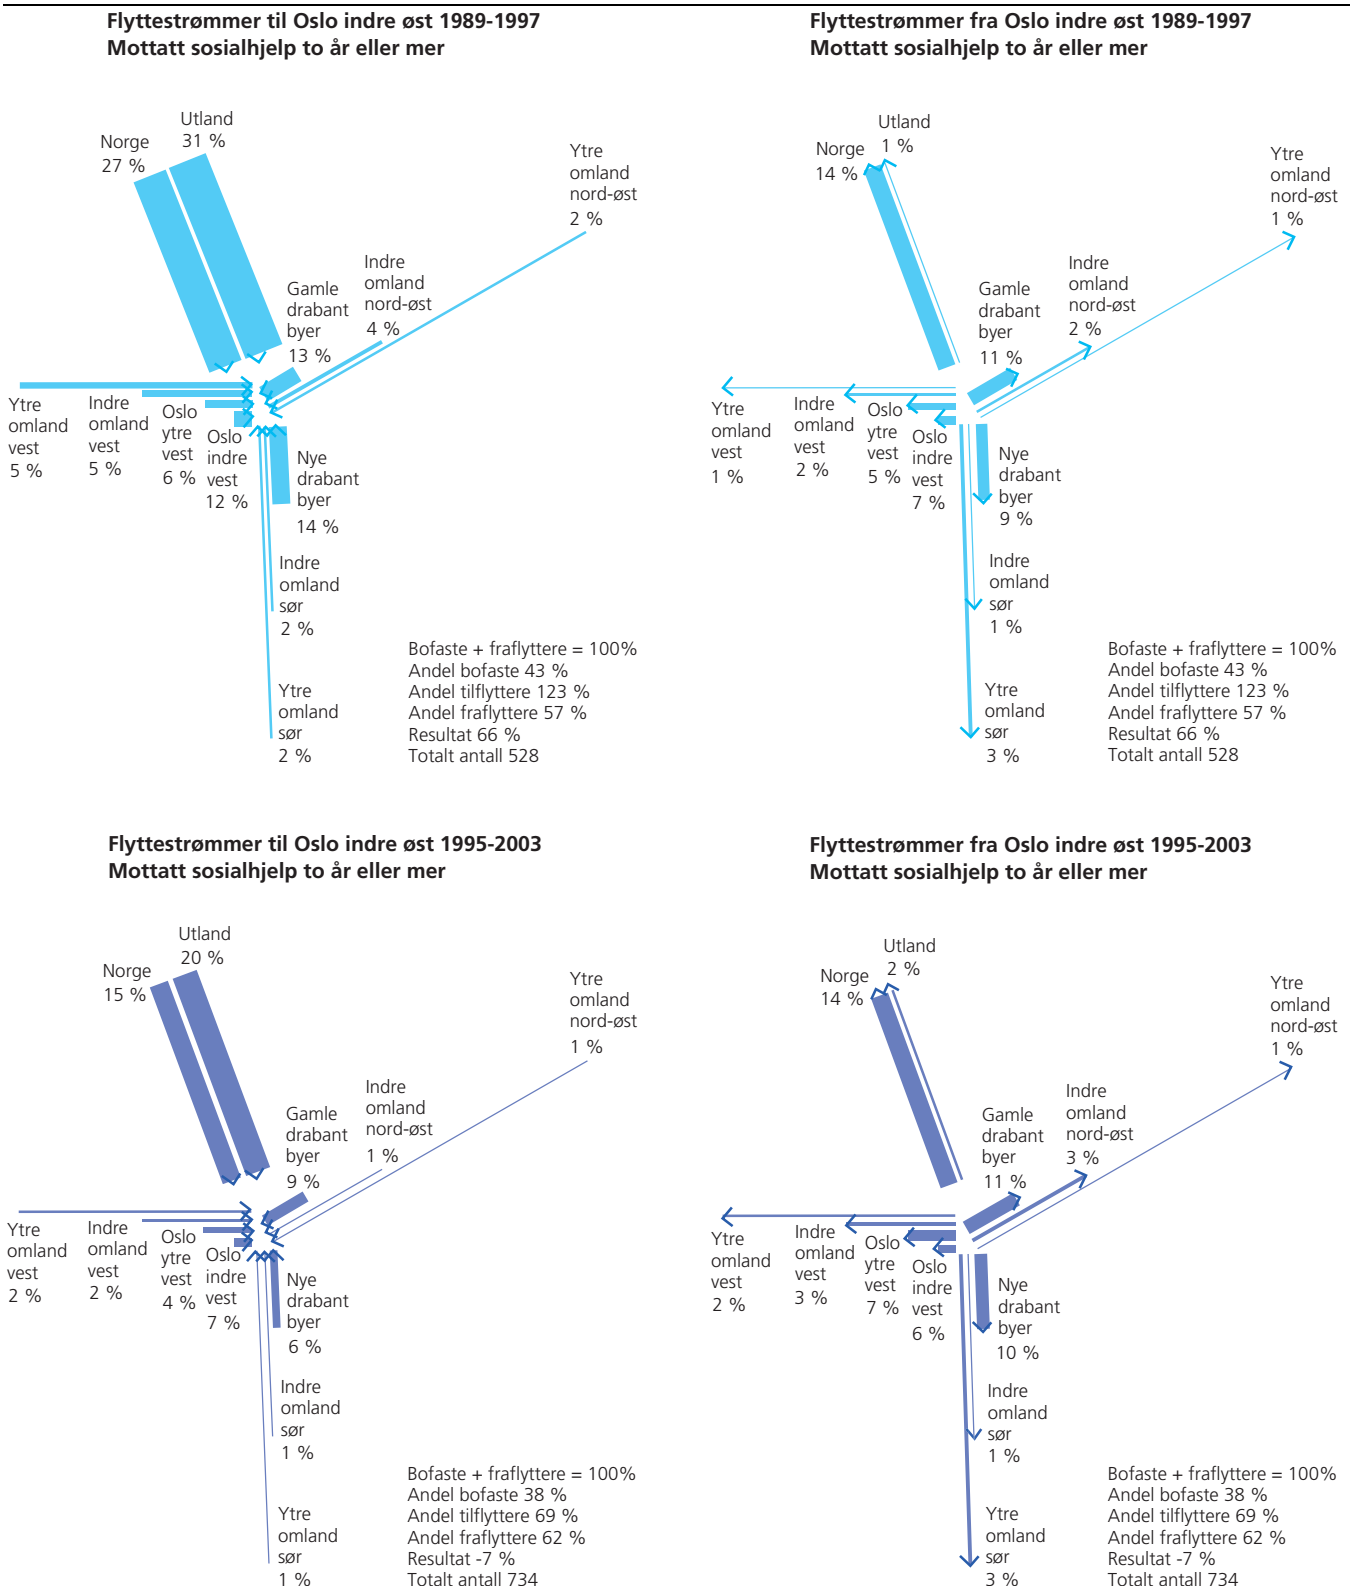 Flyttestrømmer til Oslo indre øst 1989-1997
Mottatt sosialhjelp to år eller mer
Utland
31 %
Norge
27 %
Ytre
omland
nord-øst
2 %
Indre
omland
nord-øst
4 %
Gamle
drabant
byer
13 %
Ytre
omland
vest
5 %
Indre
omland
vest
5 %
Oslo
ytre
vest
6 %
Oslo
indre
vest
12 %
Nye
drabant
byer
14 %
Indre
omland
sør
2 %
Ytre
omland
sør
2 %
Bofaste + fraflyttere = 100%
Andel bofaste 43 %
Andel tilflyttere 123 %
Andel fraflyttere 57 %
Resultat 66 %
Totalt antall 528
Flyttestrømmer fra Oslo indre øst 1989-1997
Mottatt sosialhjelp to år eller mer
Utland
1 %
Norge
14 %
Ytre
omland
nord-øst
1 %
Indre
omland
nord-øst
2 %
Gamle
drabant
byer
11 %
Ytre
omland
vest
1 %
Indre
omland
vest
2 %
Oslo
ytre
vest
5 %
Oslo
indre
vest
7 %
Nye
drabant
byer
9 %
Indre
omland
sør
1 %
Ytre
omland
sør
3 %
Bofaste + fraflyttere = 100%
Andel bofaste 43 %
Andel tilflyttere 123 %
Andel fraflyttere 57 %
Resultat 66 %
Totalt antall 528
Flyttestrømmer til Oslo indre øst 1995-2003
Mottatt sosialhjelp to år eller mer
Utland
20 %
Norge
15 %
Ytre
omland
nord-øst
1 %
Indre
omland
nord-øst
1 %
Gamle
drabant
byer
9 %
Ytre
omland
vest
2 %
Indre
omland
vest
2 %
Oslo
ytre
vest
4 %
Oslo
indre
vest
7 %
Nye
drabant
byer
6 %
Indre
omland
sør
1 %
Ytre
omland
sør
1 %
Bofaste + fraflyttere = 100%
Andel bofaste 38 %
Andel tilflyttere 69 %
Andel fraflyttere 62 %
Resultat -7 %
Totalt antall 734
Flyttestrømmer fra Oslo indre øst 1995-2003
Mottatt sosialhjelp to år eller mer
Utland
2 %
Norge
14 %
Ytre
omland
nord-øst
1 %
Indre
omland
nord-øst
3 %
Gamle
drabant
byer
11 %
Ytre
omland
vest
2 %
Indre
omland
vest
3 %
Oslo
ytre
vest
7 %
Oslo
indre
vest
6 %
Nye
drabant
byer
10 %
Indre
omland
sør
1 %
Ytre
omland
sør
3 %
Bofaste + fraflyttere = 100%
Andel bofaste 38 %
Andel tilflyttere 69 %
Andel fraflyttere 62 %
Resultat -7 %
Totalt antall 734